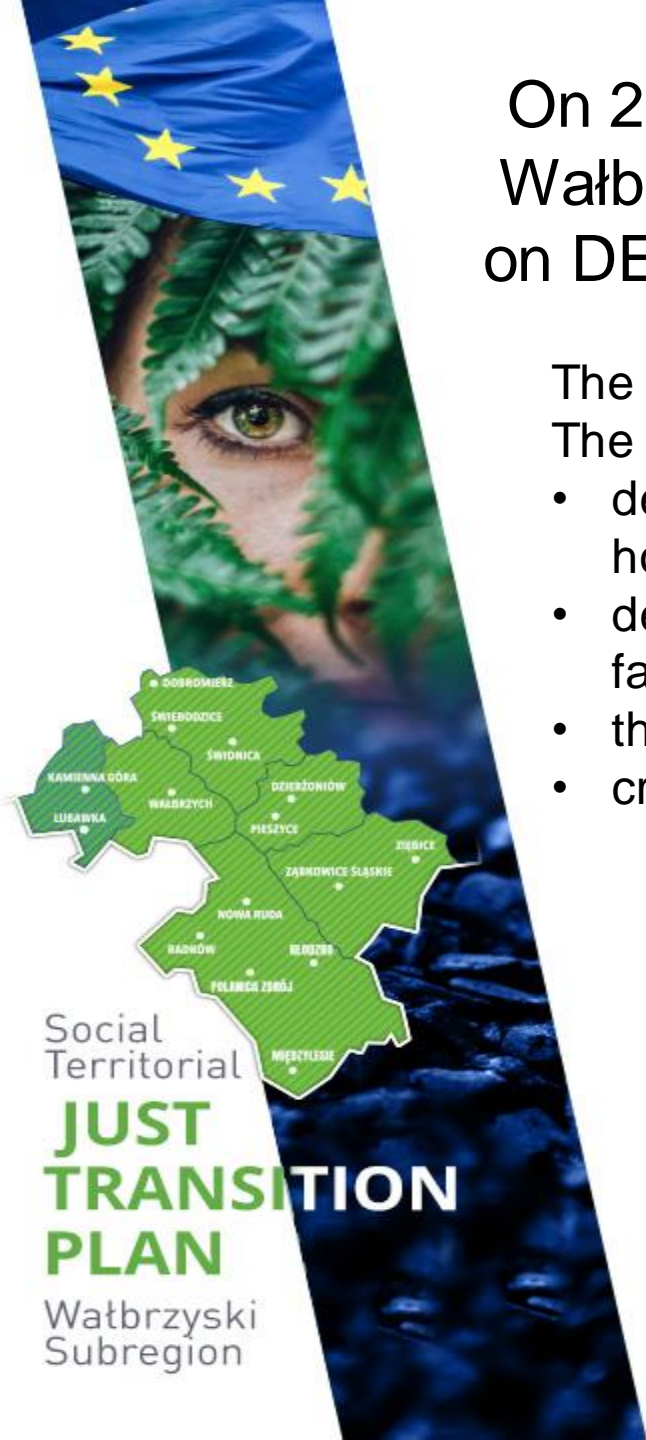 On 2
Wałb
on DE
The
The
• de
ho
• de
fa
• th
• cr
DOBROMIERZ
ŚWIEBODZICE
ŚWIDNICA
KAMIENNA GÓRA
DZIERŻONIÓW
WAŁBRZYCH
LUBAWKA
PIESZYCE
ZIĘBICE
ZĄBKOWICE ŚLĄSKIE
NOWA RUDA
RADKÓW
KŁODZKO
POLANICA ZDRÓJ
MIĘDZYLESIE
Social
Territorial
JUST
TRANSITION
PLAN
Wałbrzyski
Subregion